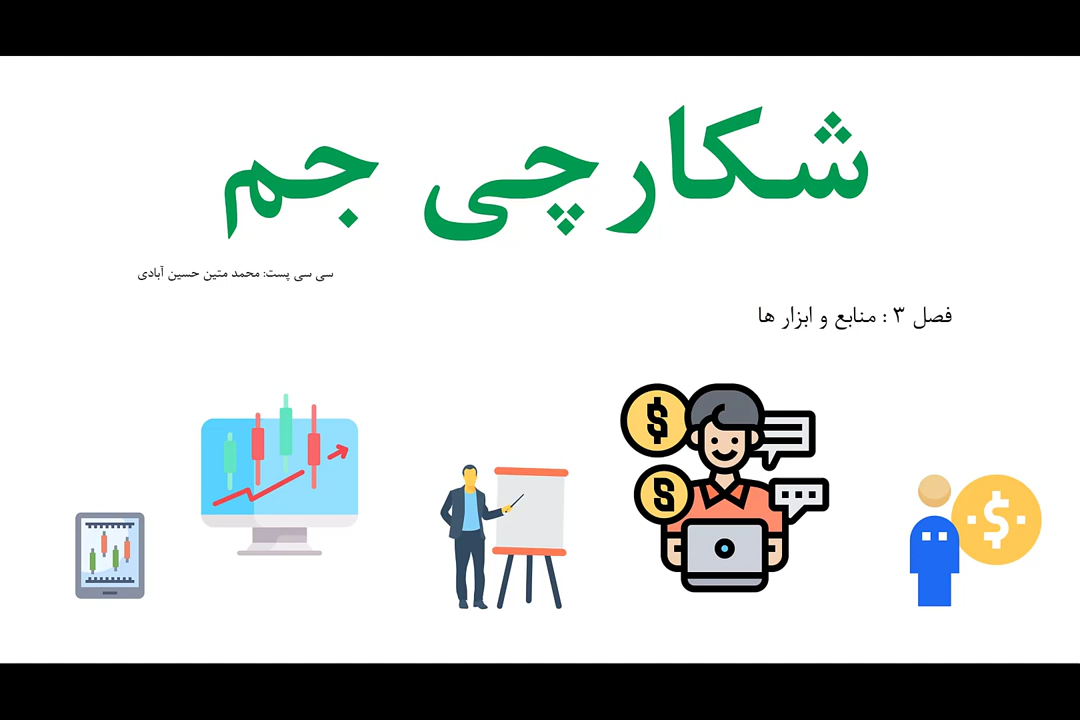 شکارچی جم
سی سی پست: محمد متین حسین آبادی
فصل ۳ : منابع و ابزار ها